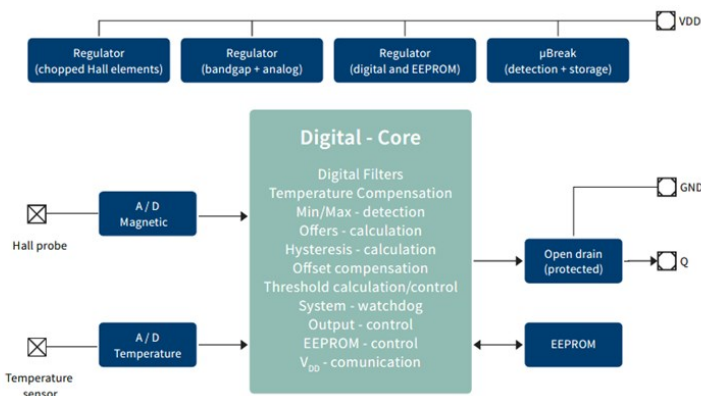 VDD
Regulator
(chopped Hall elements)
Regulator
(bandgap + analog)
Regulator
(digital and EEPROM)
µBreak
(detection + storage)
Digital - Core
Digital Filters
Temperature Compensation
Min/Max - detection
Offers - calculation
Hysteresis - calculation
Offset compensation
Threshold calculation/control
System - watchdog
Output - control
EEPROM - control
VDD - comunication
A / D
Magnetic
Hall probe
A / D
Temperature
Temperature
sensor
GND
Open drain
(protected)
Q
EEPROM